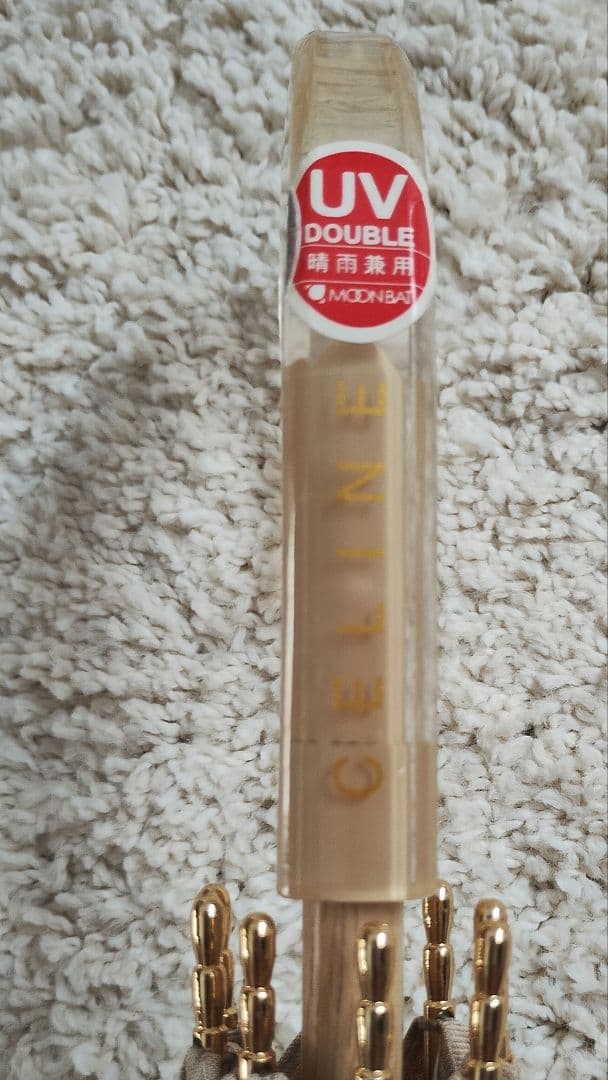 UV
DOUBLE
晴雨兼用
MOONBAT
CELINE